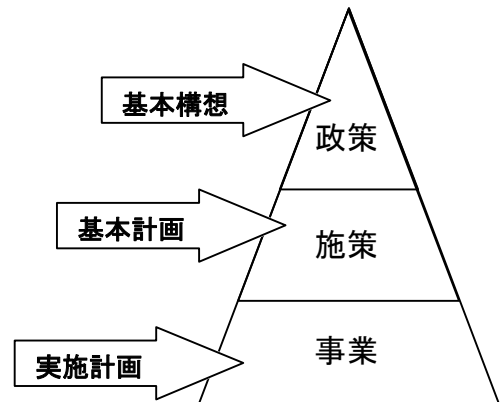 基本構想
政策
基本計画
施策
実施計画
事業